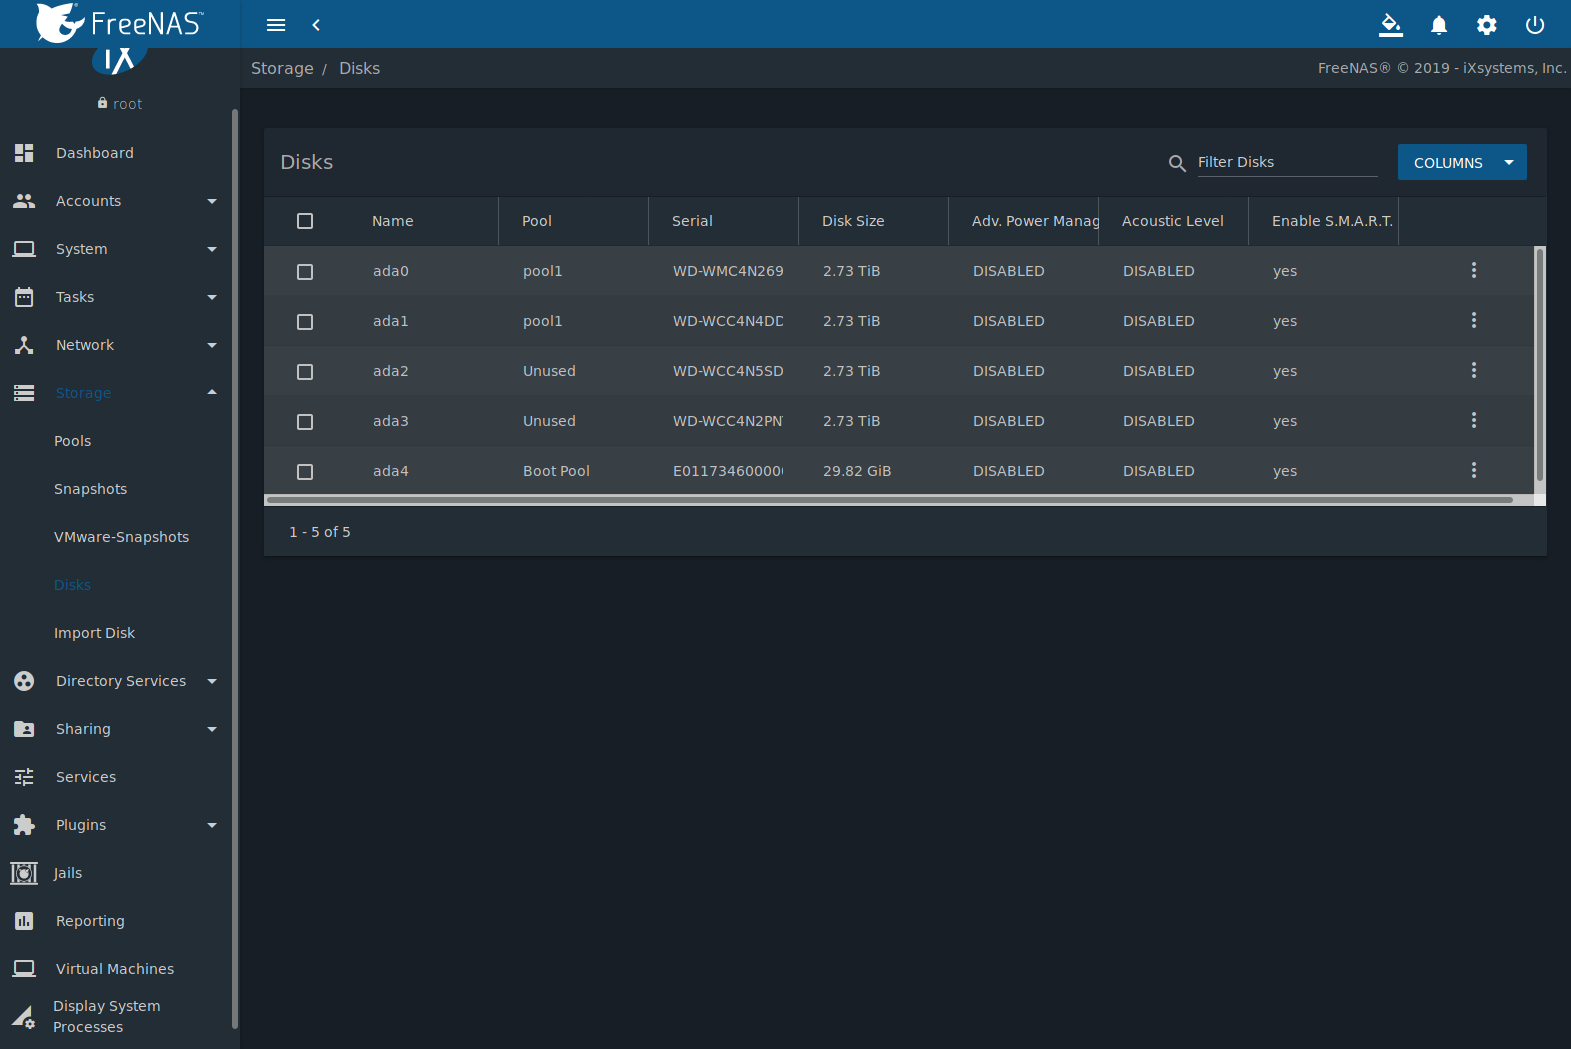 FreeNAS™
Storage / Disks
FreeNAS® © 2019 - iXsystems, Inc.
iX
root
Dashboard
Accounts
System
Tasks
Network
Storage
Pools
Snapshots
VMware-Snapshots
Disks
Import Disk
Directory Services
Sharing
Services
Plugins
Jails
Reporting
Virtual Machines
Display System
Processes
Disks
Filter Disks
COLUMNS
Name Pool Serial Disk Size Adv. Power Manag Acoustic Level Enable S.M.A.R.T.
ada0 pool1 WD-WMC4N269 2.73 TiB DISABLED DISABLED yes
ada1 pool1 WD-WCC4N4DD 2.73 TiB DISABLED DISABLED yes
ada2 Unused WD-WCC4N5SD 2.73 TiB DISABLED DISABLED yes
ada3 Unused WD-WCC4N2PN 2.73 TiB DISABLED DISABLED yes
ada4 Boot Pool E0117346000 29.82 GiB DISABLED DISABLED yes
1 - 5 of 5